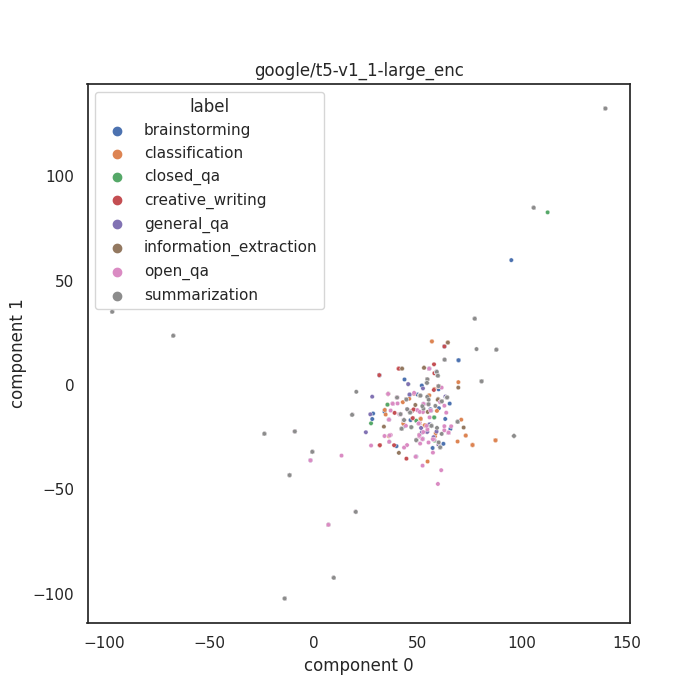 google/t5-v1_1-large_enc
label
brainstorming
classification
closed_qa
creative_writing
general_qa
information_extraction
open_qa
summarization
component 1
100
50
0
−50
−100
−100
−50
0
50
100
150
component 0